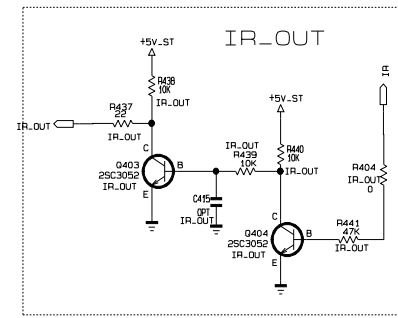 IR_OUT
+5V_ST
R438
10K
IR_OUT
R437
22
IR_OUT
IR_OUT
C
Q403
2SC3052
IR_OUT
B
E
IR_OUT
R439
10K
C415
OPT
IR_OUT
+5V_ST
R440
10K
IR_OUT
C
Q404
2SC3052
IR_OUT
B
E
R441
47K
IR_OUT
IR
R404
IR_OUT
0